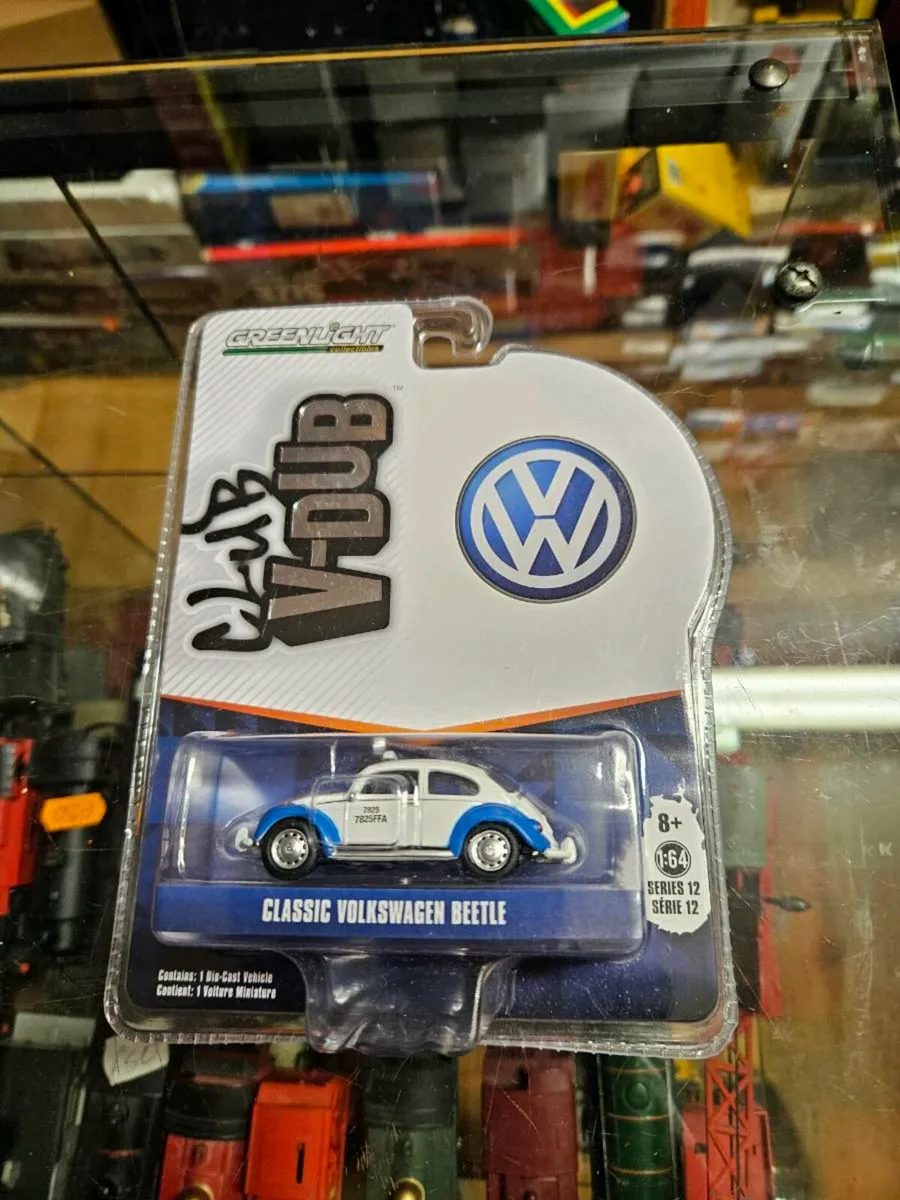 GREENLIGHT
collectibles
™
Club
V-DUB
VW
7825
7825FFA
8+
1:64
SERIES 12
SÉRIE 12
CLASSIC VOLKSWAGEN BEETLE
Contains: 1 Die-Cast Vehicle
Contient: 1 Voiture Miniature